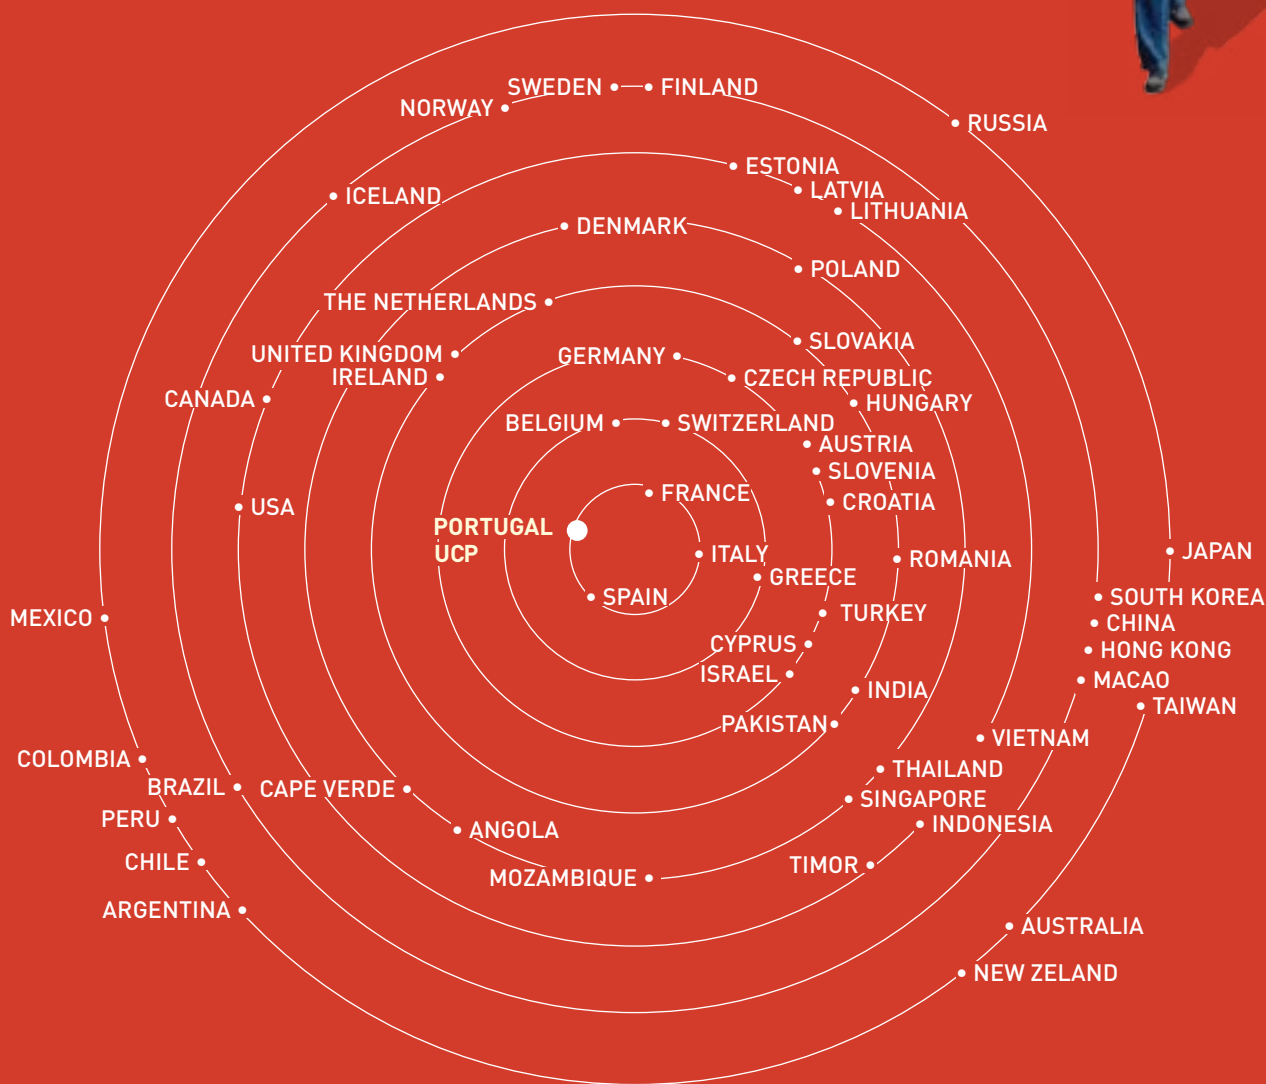 SWEDEN
FINLAND
NORWAY
RUSSIA
ESTONIA
LATVIA
ICELAND
LITHUANIA
DENMARK
POLAND
THE NETHERLANDS
SLOVAKIA
UNITED KINGDOM
GERMANY
IRELAND
CZECH REPUBLIC
CANADA
HUNGARY
BELGIUM
SWITZERLAND
AUSTRIA
SLOVENIA
FRANCE
CROATIA
USA
PORTUGAL
UCP
ITALY
ROMANIA
JAPAN
GREECE
SPAIN
SOUTH KOREA
TURKEY
MEXICO
CHINA
CYPRUS
HONG KONG
ISRAEL
MACAO
INDIA
TAIWAN
PAKISTAN
VIETNAM
COLOMBIA
THAILAND
BRAZIL
CAPE VERDE
SINGAPORE
PERU
INDONESIA
ANGOLA
CHILE
TIMOR
MOZAMBIQUE
ARGENTINA
AUSTRALIA
NEW ZELAND